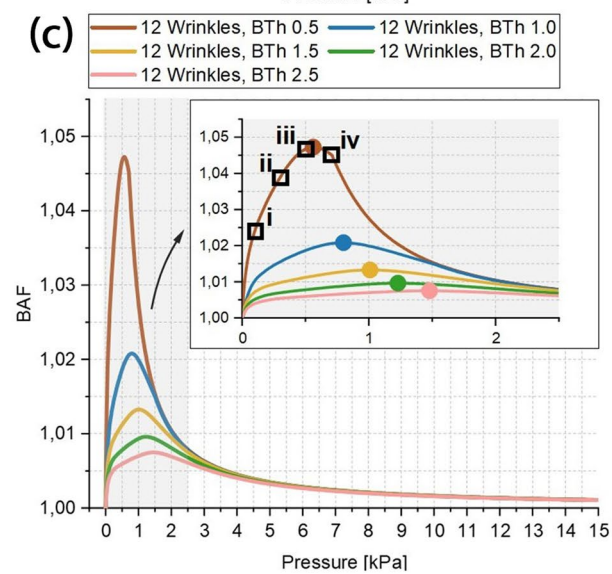 (c)
12 Wrinkles, BTh 0.5
12 Wrinkles, BTh 1.0
12 Wrinkles, BTh 1.5
12 Wrinkles, BTh 2.0
12 Wrinkles, BTh 2.5
1,05
1,04
1,03
1,02
1,01
1,00
BAF
1,05
1,04
1,03
1,02
1,01
1,00
i
ii
iii
iv
0 1 2
0 1 2 3 4 5 6 7 8 9 10 11 12 13 14 15
Pressure [kPa]